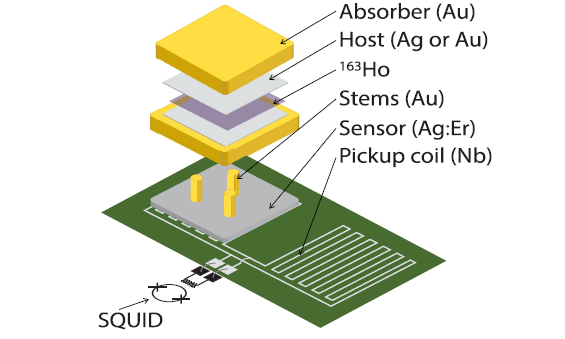 Absorber (Au)
Host (Ag or Au)
¹⁶³Ho
Stems (Au)
Sensor (Ag:Er)
Pickup coil (Nb)
SQUID